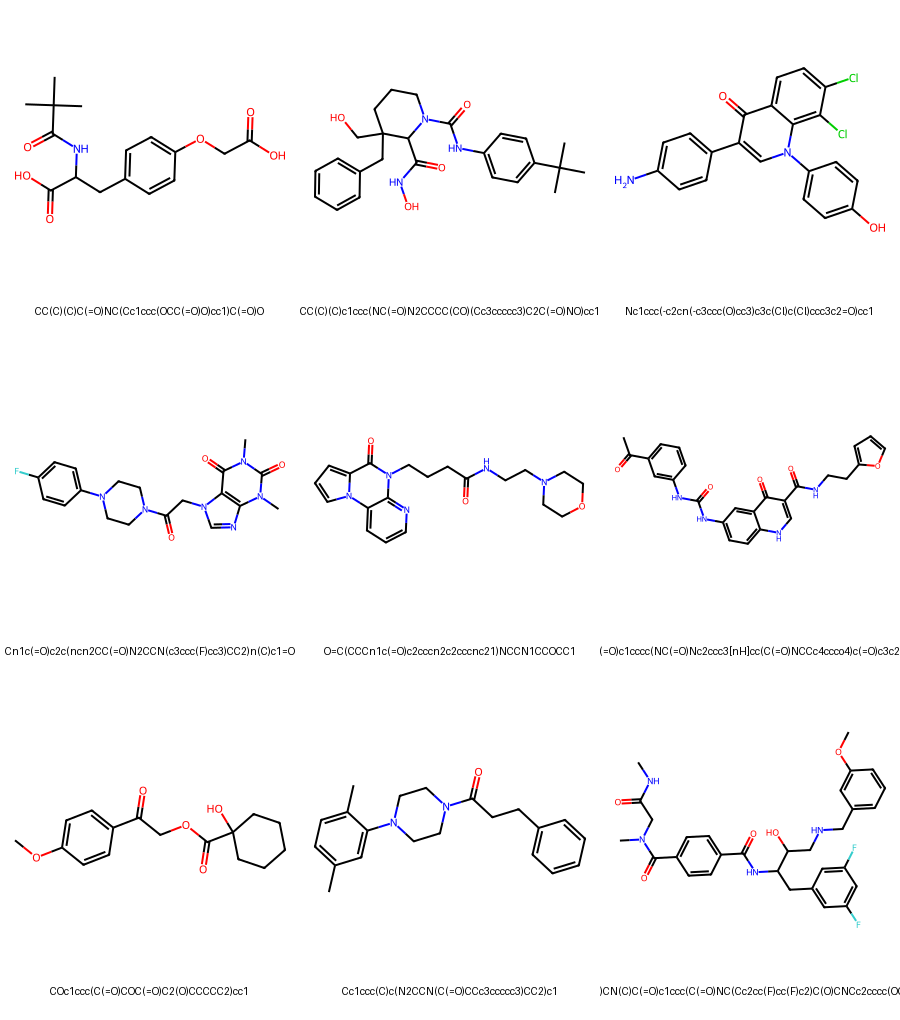 CC(C)(C)C(=O)NC(Cc1ccc(OCC(=O)O)cc1)C(=O)O
CC(C)(C)c1ccc(NC(=O)N2CCCC(CO)(Cc3ccccc3)C2C(=O)NO)cc1
Nc1ccc(-c2cn(-c3ccc(O)cc3)c3c(Cl)c(Cl)ccc3c2=O)cc1
Cn1c(=O)c2c(ncn2CC(=O)N2CCN(c3ccc(F)cc3)CC2)n(C)c1=O
O=C(CCCn1c(=O)c2cccn2c2cccnc21)NCCN1CCOCC1
(=O)c1cccc(NC(=O)Nc2ccc3[nH]cc(C(=O)NCCc4ccco4)c(=O)c3c2
COc1ccc(C(=O)COC(=O)C2(O)CCCCC2)cc1
Cc1ccc(C)c(N2CCN(C(=O)CCc3ccccc3)CC2)c1
)CN(C)C(=O)c1ccc(C(=O)NC(Cc2cc(F)cc(F)c2)C(O)CNCc2cccc(O